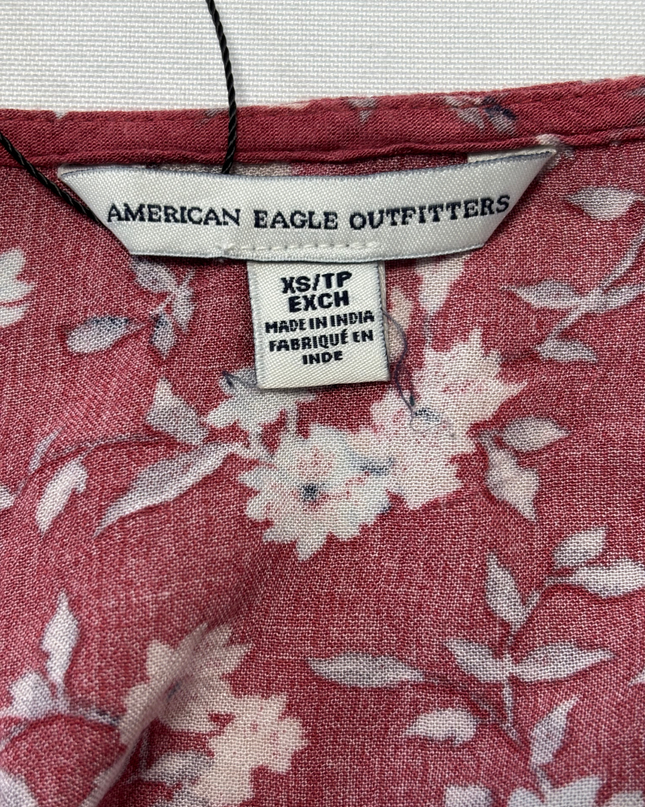 AMERICAN EAGLE OUTFITTERS
XS/TP
EXCH
MADE IN INDIA
FABRIQUÉ EN
INDE